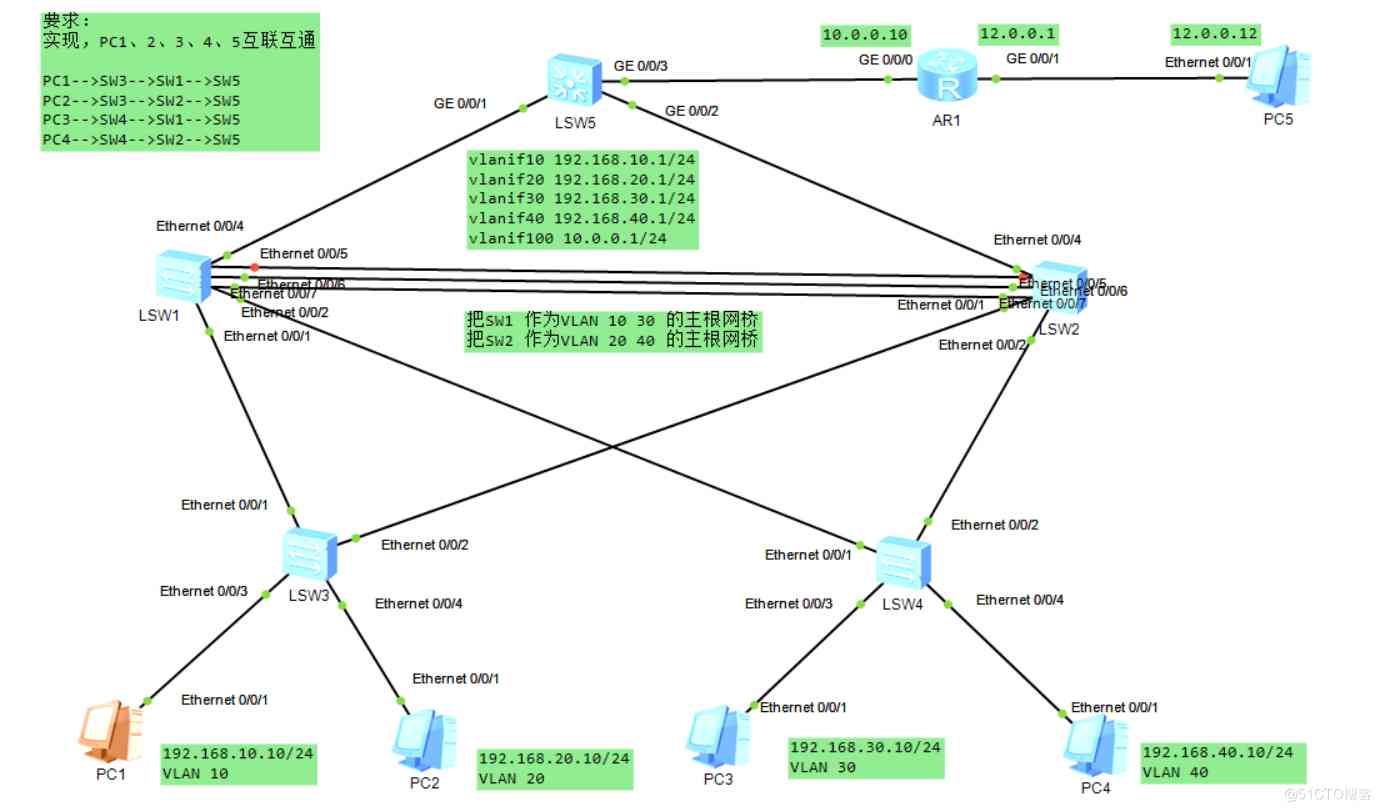 要求:
实现，PC1、2、3、4、5互联互通
PC1-->SW3-->SW1-->SW5
PC2-->SW3-->SW2-->SW5
PC3-->SW4-->SW1-->SW5
PC4-->SW4-->SW2-->SW5
10.0.0.10
12.0.0.1
12.0.0.12
GE 0/0/3
GE 0/0/0
GE 0/0/1
Ethernet 0/0/1
GE 0/0/1
LSW5
GE 0/0/2
AR1
PC5
vlanif10 192.168.10.1/24
vlanif20 192.168.20.1/24
vlanif30 192.168.30.1/24
vlanif40 192.168.40.1/24
vlanif100 10.0.0.1/24
Ethernet 0/0/4
Ethernet 0/0/4
Ethernet 0/0/5
Ethernet 0/0/6
Ethernet 0/0/7
Ethernet 0/0/2
Ethernet 0/0/1
LSW1
Ethernet 0/0/5
Ethernet 0/0/6
Ethernet 0/0/1
Ethernet 0/0/7
LSW2
Ethernet 0/0/2
把SW1 作为VLAN 10 30 的主根网桥
把SW2 作为VLAN 20 40 的主根网桥
Ethernet 0/0/1
Ethernet 0/0/2
Ethernet 0/0/1
Ethernet 0/0/2
Ethernet 0/0/3
LSW3
Ethernet 0/0/4
Ethernet 0/0/3
LSW4
Ethernet 0/0/4
Ethernet 0/0/1
Ethernet 0/0/1
Ethernet 0/0/1
Ethernet 0/0/1
PC1
192.168.10.10/24
VLAN 10
PC2
192.168.20.10/24
VLAN 20
PC3
192.168.30.10/24
VLAN 30
PC4
192.168.40.10/24
VLAN 40
@51CTO博客